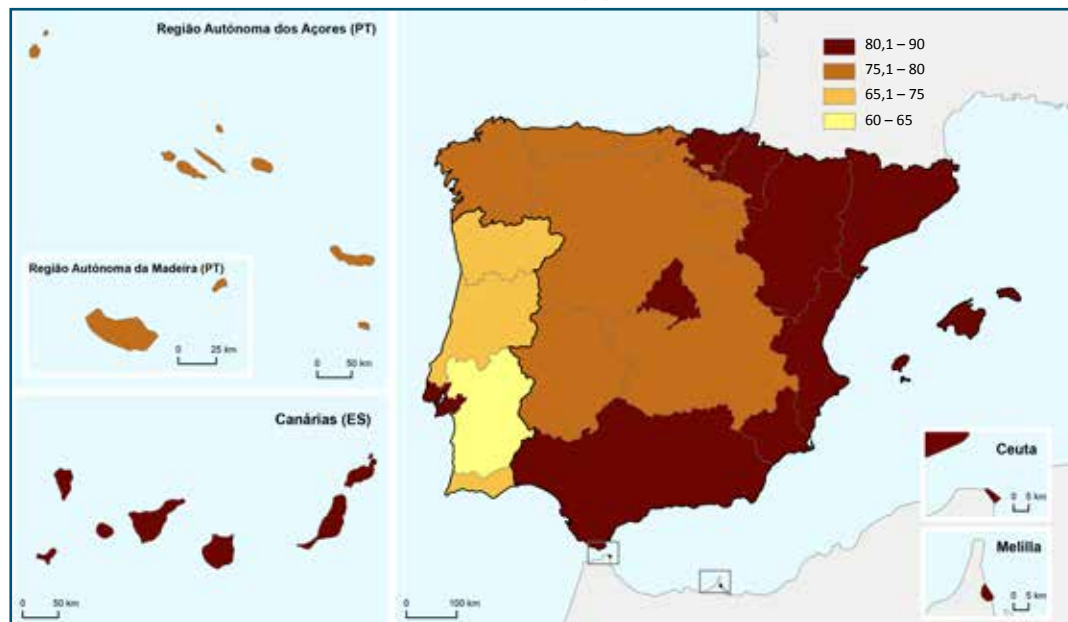 Região Autónoma dos Açores (PT)
Região Autónoma da Madeira (PT)
0 25 km
0 50 km
Canárias (ES)
0 50 km
80,1 – 90
75,1 – 80
65,1 – 75
60 – 65
0 100 km
Ceuta
0 5 km
Melilla
0 5 km